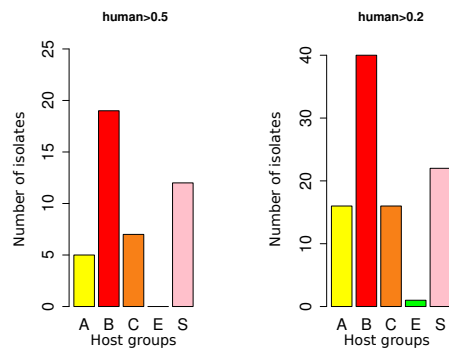 human>0.5
Number of isolates
0 5 10 15 20 25
A B C E S
Host groups
human>0.2
Number of isolates
0 10 20 30 40
A B C E S
Host groups